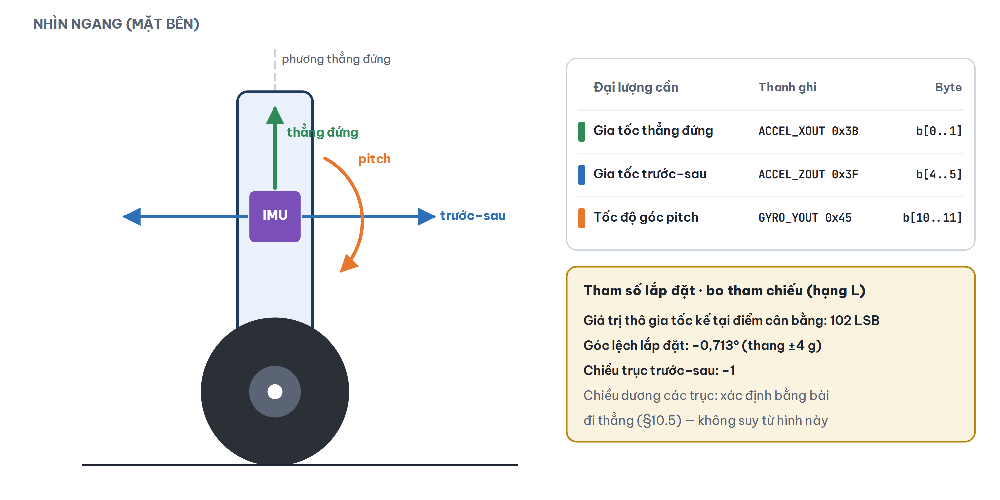 NHÌN NGANG (MẶT BÊN)
phương thẳng đứng
thẳng đứng
pitch
IMU
trước–sau
Đại lượng cần Thanh ghi Byte
Gia tốc thẳng đứng ACCEL_XOUT 0x3B b[0..1]
Gia tốc trước–sau ACCEL_ZOUT 0x3F b[4..5]
Tốc độ góc pitch GYRO_YOUT 0x45 b[10..11]
Tham số lắp đặt · bo tham chiếu (hạng L)
Giá trị thô gia tốc kế tại điểm cân bằng: 102 LSB
Góc lệch lắp đặt: −0,713° (thang ±4 g)
Chiều trục trước–sau: −1
Chiều dương các trục: xác định bằng bài
đi thẳng (§10.5) — không suy từ hình này